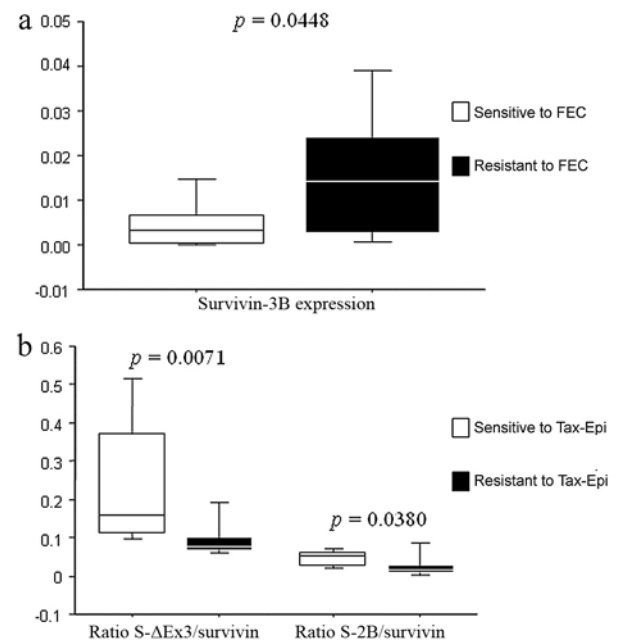 a
p = 0.0448
0.05
0.04
0.03
0.02
0.01
0.00
-0.01
Sensitive to FEC
Resistant to FEC
Survivin-3B expression
b
p = 0.0071
0.6
0.5
0.4
0.3
0.2
0.1
0
-0.1
Sensitive to Tax-Epi
Resistant to Tax-Epi
p = 0.0380
Ratio S-ΔEx3/survivin
Ratio S-2B/survivin